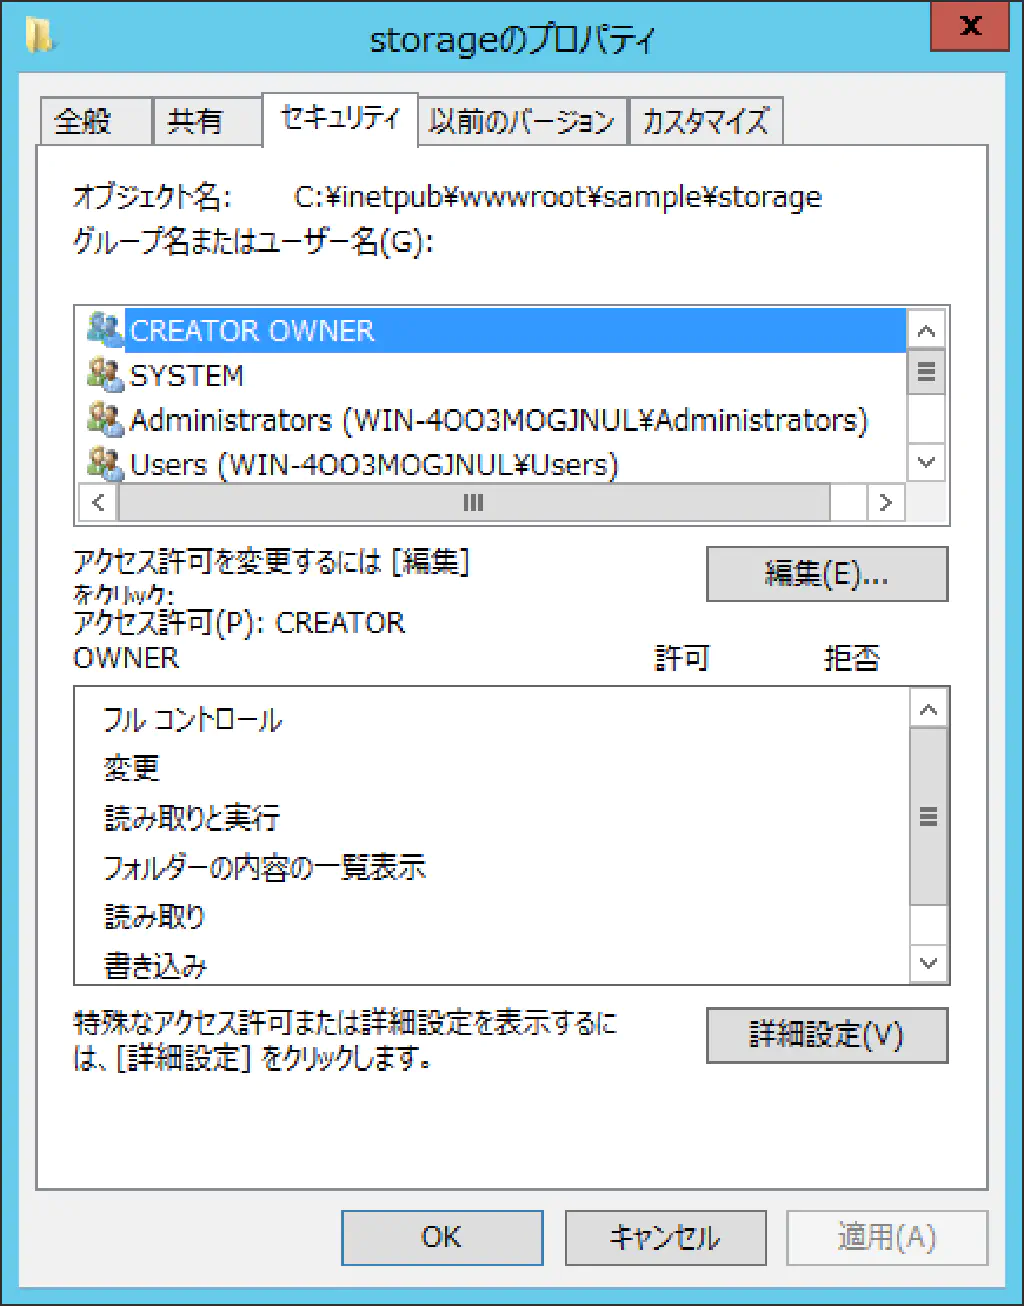 storageのプロパティ
全般 共有 セキュリティ 以前のバージョン カスタマイズ
オブジェクト名: C:¥inetpub¥wwwroot¥sample¥storage
グループ名またはユーザー名(G):
CREATOR OWNER
SYSTEM
Administrators (WIN-4OO3MOGJNUL¥Administrators)
Users (WIN-4OO3MOGJNUL¥Users)
アクセス許可を変更するには [編集]
をクリック:
編集(E)...
アクセス許可(P): CREATOR
OWNER 許可 拒否
フル コントロール
変更
読み取りと実行
フォルダーの内容の一覧表示
読み取り
書き込み
特殊なアクセス許可または詳細設定を表示するに
は、[詳細設定] をクリックします。
詳細設定(V)
OK キャンセル 適用(A)